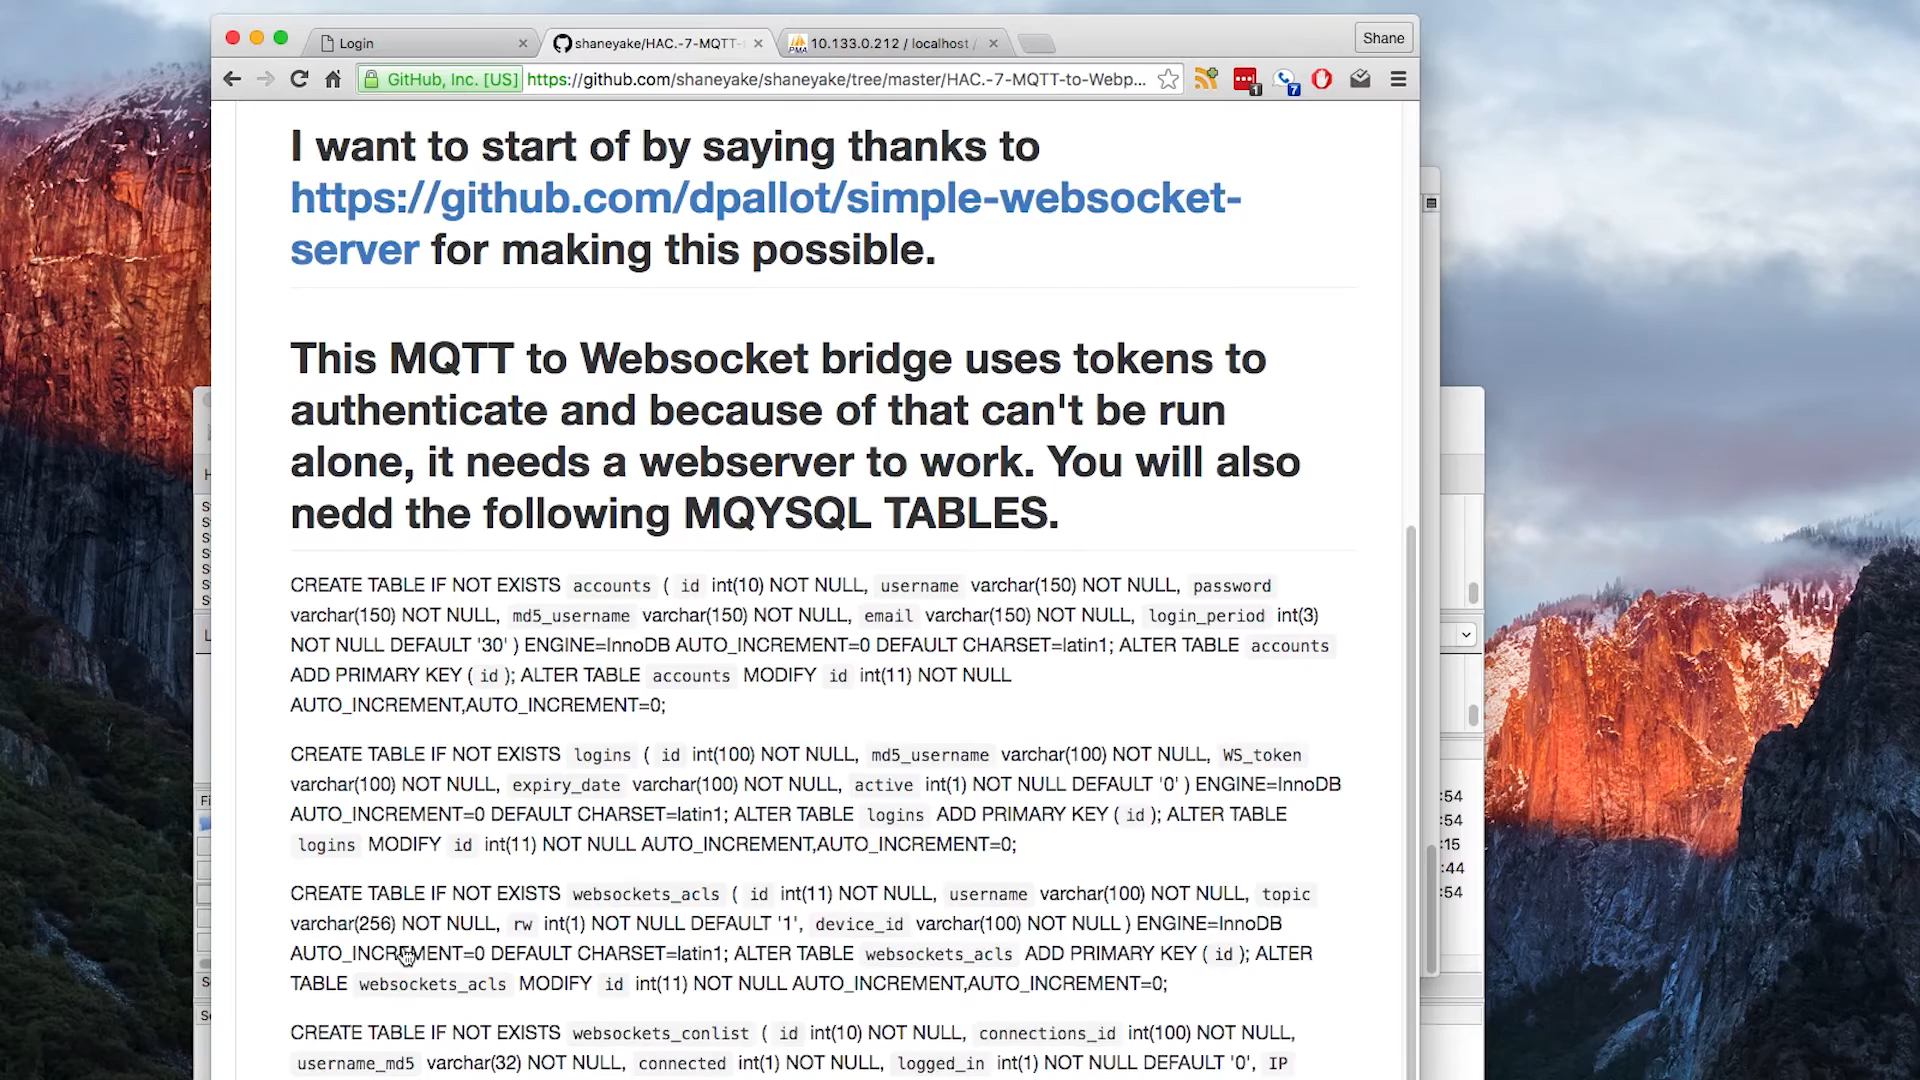 Login
shaneyake/HAC.-7-MQTT-
10.133.0.212 / localhost /
Shane
GitHub, Inc. [US]
https://github.com/shaneyake/shaneyake/tree/master/HAC.-7-MQTT-to-Webp...
1
7
I want to start of by saying thanks to
https://github.com/dpallot/simple-websocket-
server for making this possible.
This MQTT to Websocket bridge uses tokens to
authenticate and because of that can't be run
alone, it needs a webserver to work. You will also
nedd the following MQYSQL TABLES.
CREATE TABLE IF NOT EXISTS accounts ( id int(10) NOT NULL, username varchar(150) NOT NULL, password
varchar(150) NOT NULL, md5_username varchar(150) NOT NULL, email varchar(150) NOT NULL, login_period int(3)
NOT NULL DEFAULT '30' ) ENGINE=InnoDB AUTO_INCREMENT=0 DEFAULT CHARSET=latin1; ALTER TABLE accounts
ADD PRIMARY KEY ( id ); ALTER TABLE accounts MODIFY id int(11) NOT NULL
AUTO_INCREMENT,AUTO_INCREMENT=0;
CREATE TABLE IF NOT EXISTS logins ( id int(100) NOT NULL, md5_username varchar(100) NOT NULL, WS_token
varchar(100) NOT NULL, expiry_date varchar(100) NOT NULL, active int(1) NOT NULL DEFAULT '0' ) ENGINE=InnoDB
AUTO_INCREMENT=0 DEFAULT CHARSET=latin1; ALTER TABLE logins ADD PRIMARY KEY ( id ); ALTER TABLE
logins MODIFY id int(11) NOT NULL AUTO_INCREMENT,AUTO_INCREMENT=0;
CREATE TABLE IF NOT EXISTS websockets_acls ( id int(11) NOT NULL, username varchar(100) NOT NULL, topic
varchar(256) NOT NULL, rw int(1) NOT NULL DEFAULT '1', device_id varchar(100) NOT NULL ) ENGINE=InnoDB
AUTO_INCREMENT=0 DEFAULT CHARSET=latin1; ALTER TABLE websockets_acls ADD PRIMARY KEY ( id ); ALTER
TABLE websockets_acls MODIFY id int(11) NOT NULL AUTO_INCREMENT,AUTO_INCREMENT=0;
CREATE TABLE IF NOT EXISTS websockets_conlist ( id int(10) NOT NULL, connections_id int(100) NOT NULL,
username_md5 varchar(32) NOT NULL, connected int(1) NOT NULL, logged_in int(1) NOT NULL DEFAULT '0', IP
:54
:54
:15
:44
:54